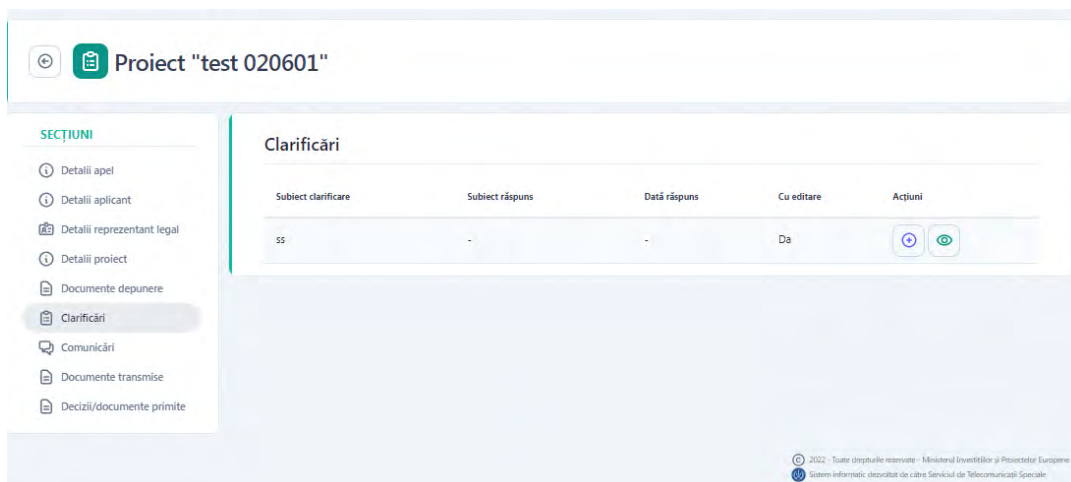 Proiect "test 020601"
SECȚIUNI
Detalii apel
Detalii aplicant
Detalii reprezentant legal
Detalii proiect
Documente depunere
Clarificări
Comunicări
Documente transmise
Decizii/documente primite
Clarificări
Subiect clarificare Subiect răspuns Dată răspuns Cu editare Acțiuni
ss - - Da
© 2022 - Toate drepturile rezervate - Ministerul Investițiilor și Proiectelor Europene
Sistem informatic dezvoltat de către Serviciul de Telecomunicații Speciale